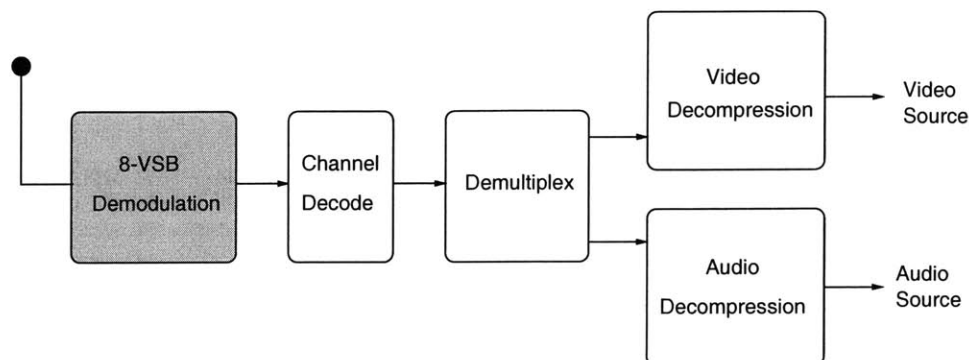 8-VSB
Demodulation
Channel
Decode
Demultiplex
Video
Decompression
Video
Source
Audio
Decompression
Audio
Source